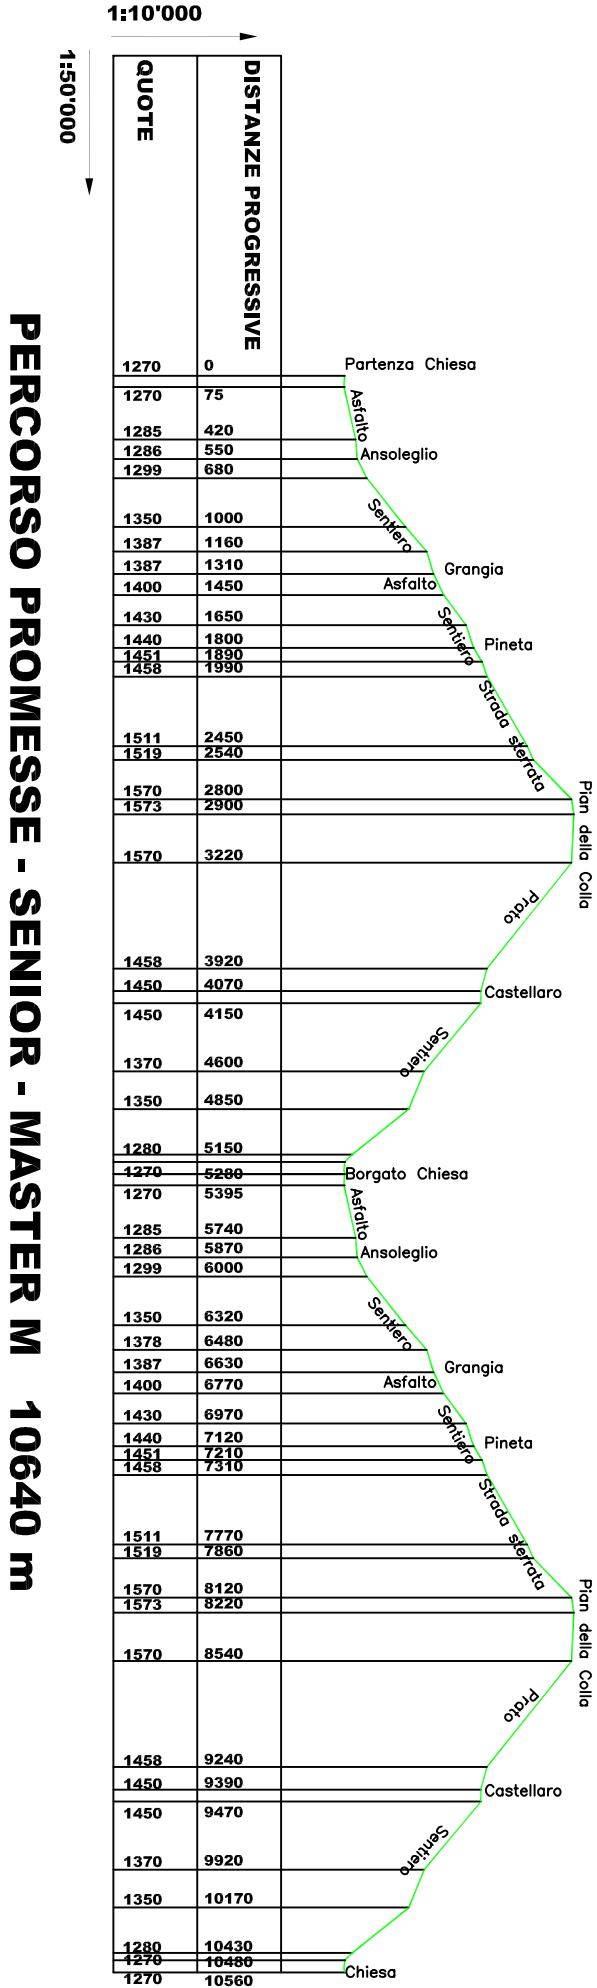 1:10'000
1:50'000
QUOTE
DISTANZE PROGRESSIVE
PERCORSO PROMESSE - SENIOR - MASTER M 10640 m
1270 0 Partenza Chiesa
1270 75
Asfalto
1285 420
1286 550 Ansoleglio
1299 680
Sentiero
1350 1000
1387 1160
1387 1310 Grangia
1400 1450 Asfalto
1430 1650
Sentiero
1440 1800 Pineta
1451 1890
1458 1990
Strada sterrata
1511 2450
1519 2540
1570 2800
1573 2900
Pian della Colla
1570 3220
Prato
1458 3920
1450 4070 Castellaro
1450 4150
Sentiero
1370 4600
1350 4850
1280 5150
1270 5280 Borgato Chiesa
1270 5395
Asfalto
1285 5740
1286 5870 Ansoleglio
1299 6000
Sentiero
1350 6320
1378 6480
1387 6630 Grangia
1400 6770 Asfalto
1430 6970
Sentiero
1440 7120 Pineta
1451 7210
1458 7310
Strada sterrata
1511 7770
1519 7860
1570 8120
1573 8220
Pian della Colla
1570 8540
Prato
1458 9240
1450 9390 Castellaro
1450 9470
Sentiero
1370 9920
1350 10170
1280 10430
1270 10480
1270 10560 Chiesa